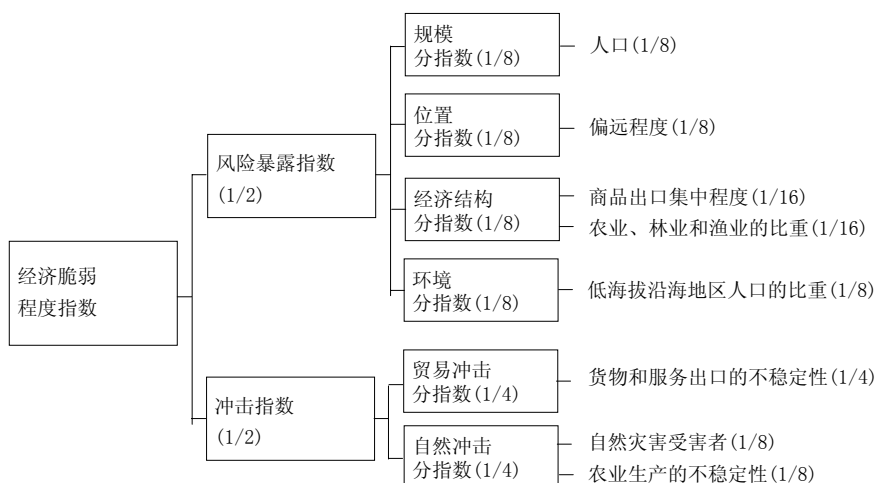 经济脆弱
程度指数
风险暴露指数
(1/2)
规模
分指数(1/8)
人口(1/8)
位置
分指数(1/8)
偏远程度(1/8)
经济结构
分指数(1/8)
商品出口集中程度(1/16)
农业、林业和渔业的比重(1/16)
环境
分指数(1/8)
低海拔沿海地区人口的比重(1/8)
冲击指数
(1/2)
贸易冲击
分指数(1/4)
货物和服务出口的不稳定性(1/4)
自然冲击
分指数(1/4)
自然灾害受害者(1/8)
农业生产的不稳定性(1/8)